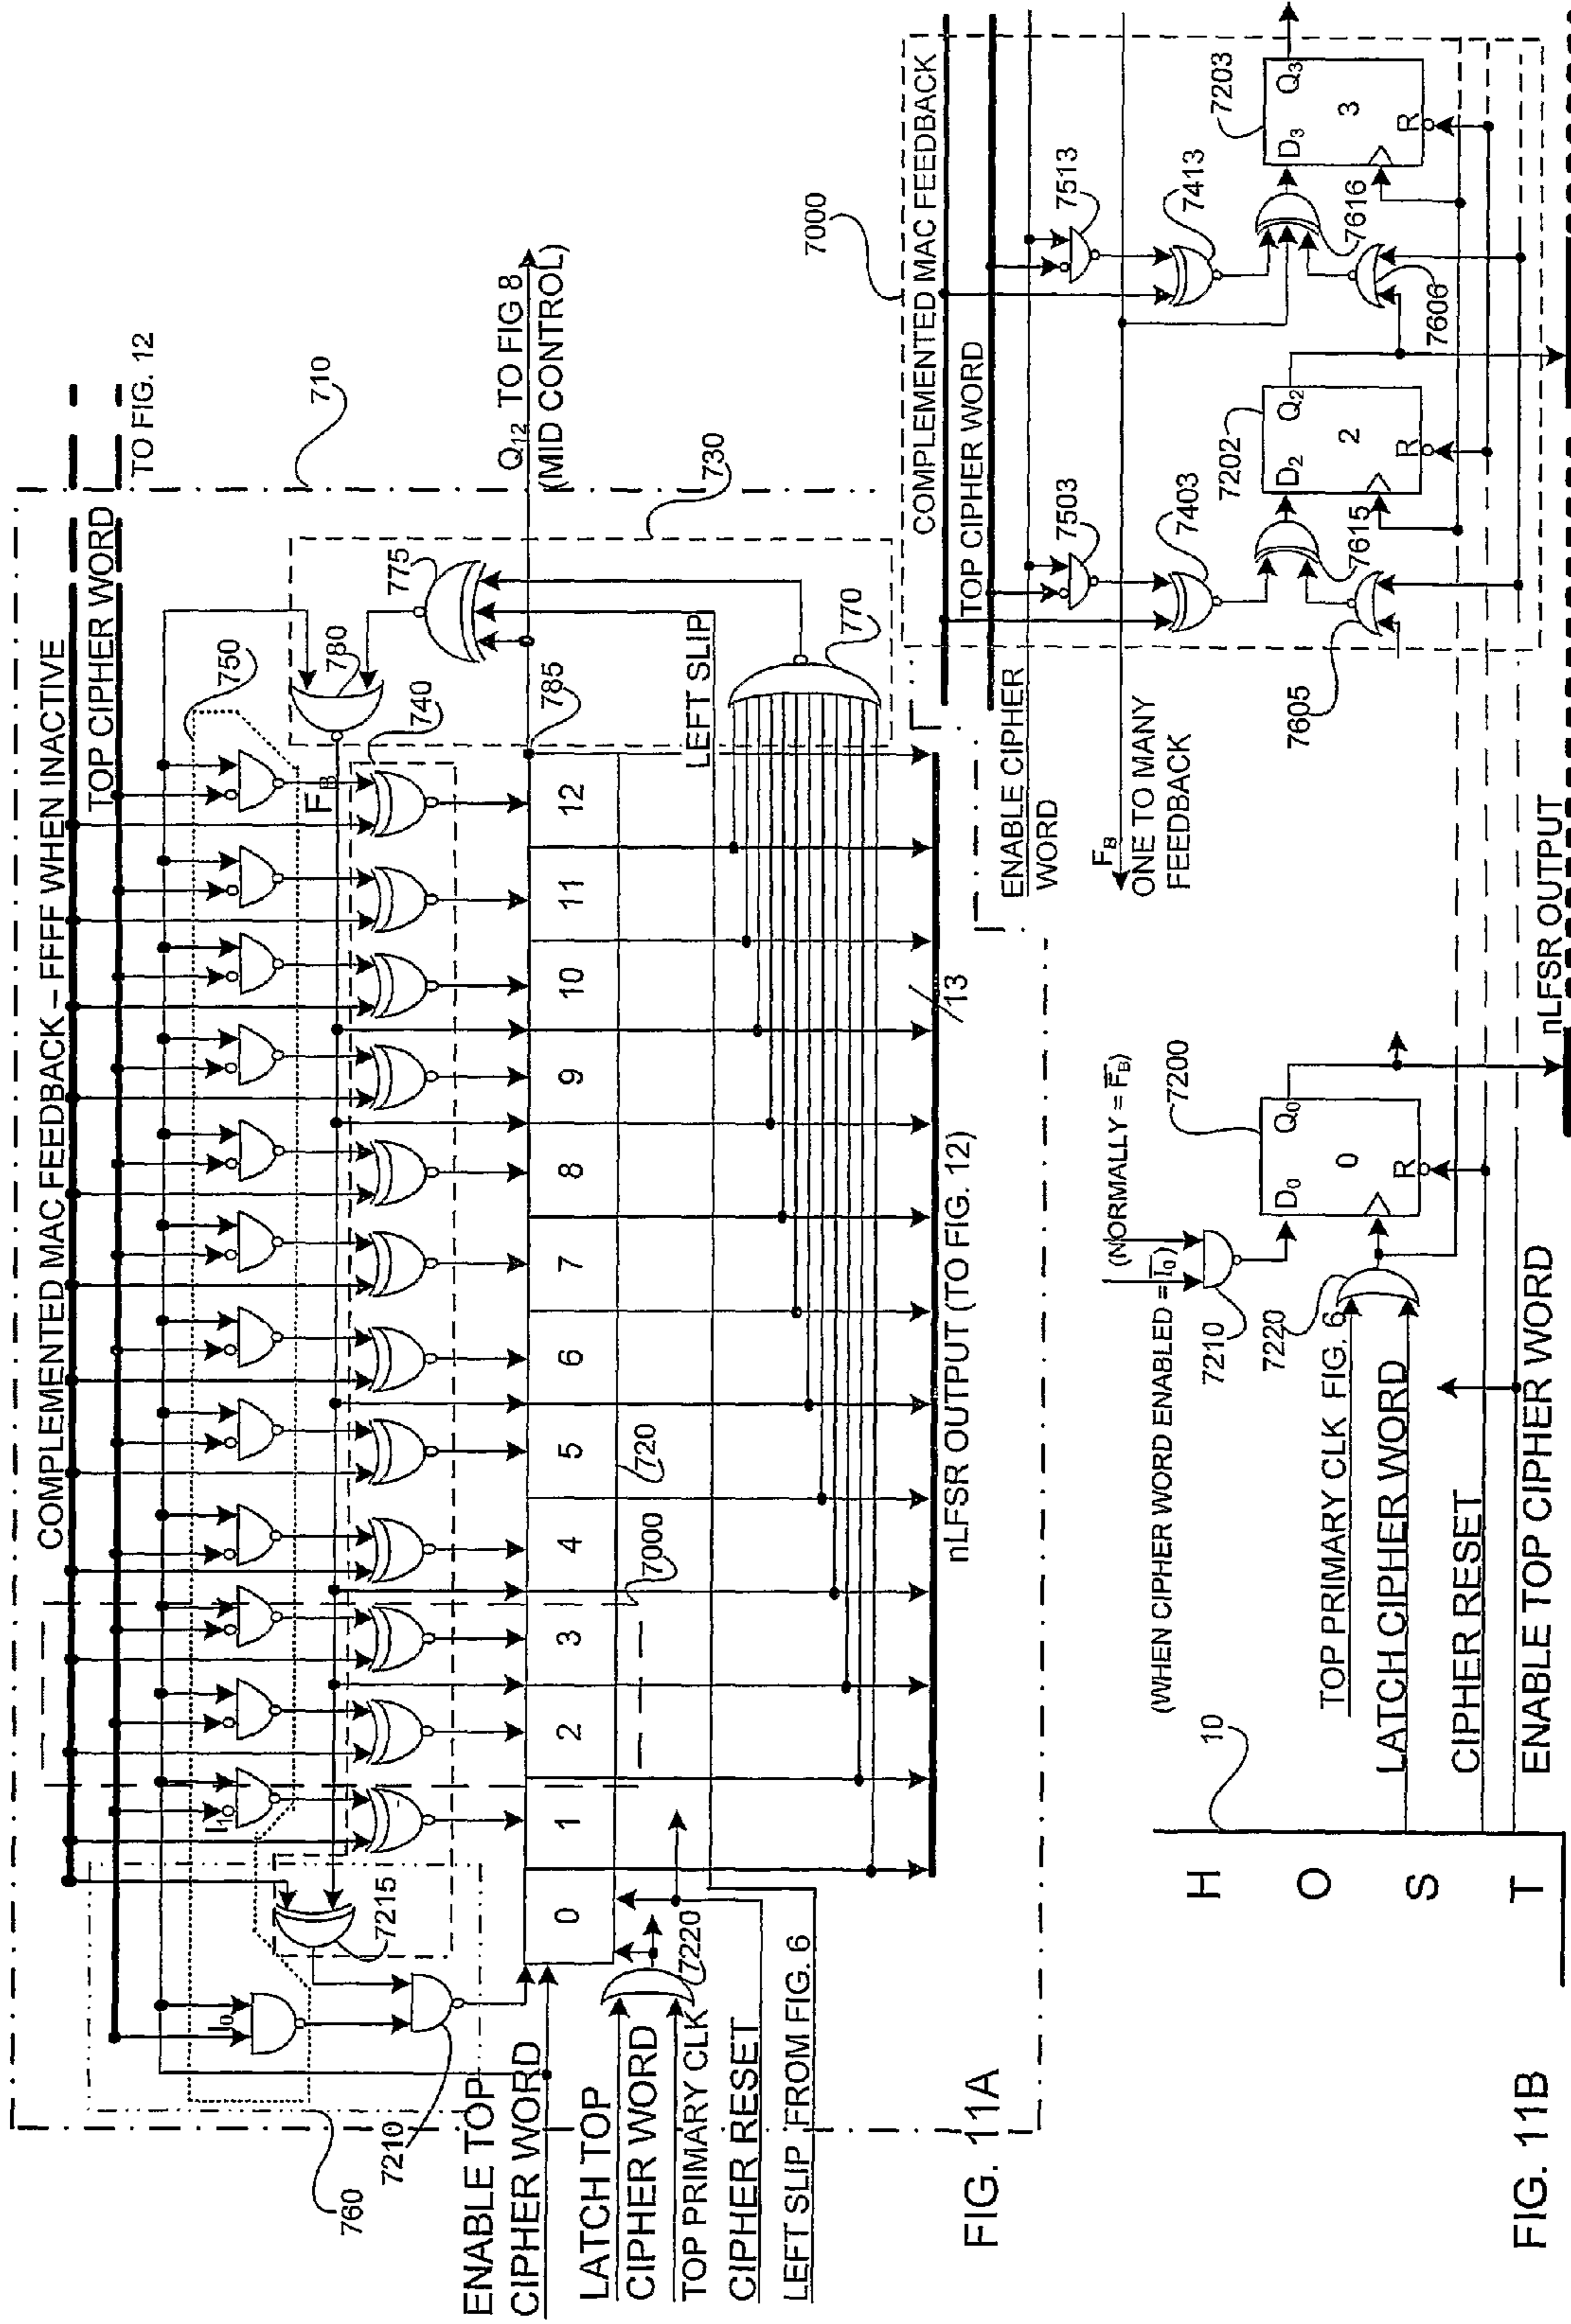 COMPLEMENTED MAC FEEDBACK – FFFF WHEN INACTIVE
TOP CIPHER WORD
TO FIG. 12
710
750
780
775
730
740
F_B
Q12 TO FIG 8
(MID CONTROL)
785
LEFT SLIP
770
I0
I1
7215
7210
760
7000
720
0 1 2 3 4 5 6 7 8 9 10 11 12
7220
13
nLFSR OUTPUT (TO FIG. 12)
ENABLE TOP
CIPHER WORD
LATCH TOP
CIPHER WORD
TOP PRIMARY CLK
CIPHER RESET
LEFT SLIP FROM FIG. 6
FIG. 11A
7000
COMPLEMENTED MAC FEEDBACK
TOP CIPHER WORD
ENABLE CIPHER
WORD
F_B
ONE TO MANY
FEEDBACK
7503
7513
7403
7413
7202
7203
D2 Q2
2
R
D3 Q3
3
R
7615
7616
7605
7606
(WHEN CIPHER WORD ENABLED = I̅0̅)
(NORMALLY = F̅B̅)
7200
7210
D0 Q0
0
R
7220
10
H
O
S
T
TOP PRIMARY CLK FIG. 6
LATCH CIPHER WORD
CIPHER RESET
ENABLE TOP CIPHER WORD
nLFSR OUTPUT
FIG. 11B